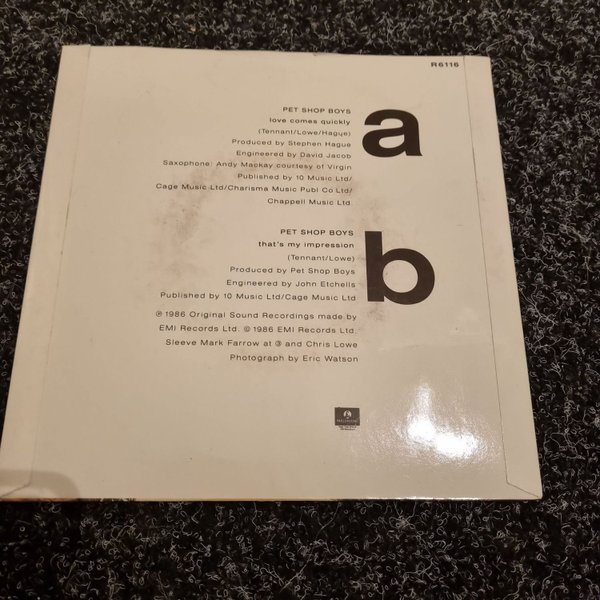 R6116
a
PET SHOP BOYS
love comes quickly
(Tennant/Lowe/Hague)
Produced by Stephen Hague
Engineered by David Jacob
Saxophone: Andy Mackay courtesy of Virgin
Published by 10 Music Ltd/
Cage Music Ltd/Charisma Music Publ Co Ltd/
Chappell Music Ltd
b
PET SHOP BOYS
that's my impression
(Tennant/Lowe)
Produced by Pet Shop Boys
Engineered by John Etchells
Published by 10 Music Ltd/Cage Music Ltd
℗ 1986 Original Sound Recordings made by
EMI Records Ltd. © 1986 EMI Records Ltd.
Sleeve Mark Farrow at ③ and Chris Lowe
Photograph by Eric Watson
PARLOPHONE